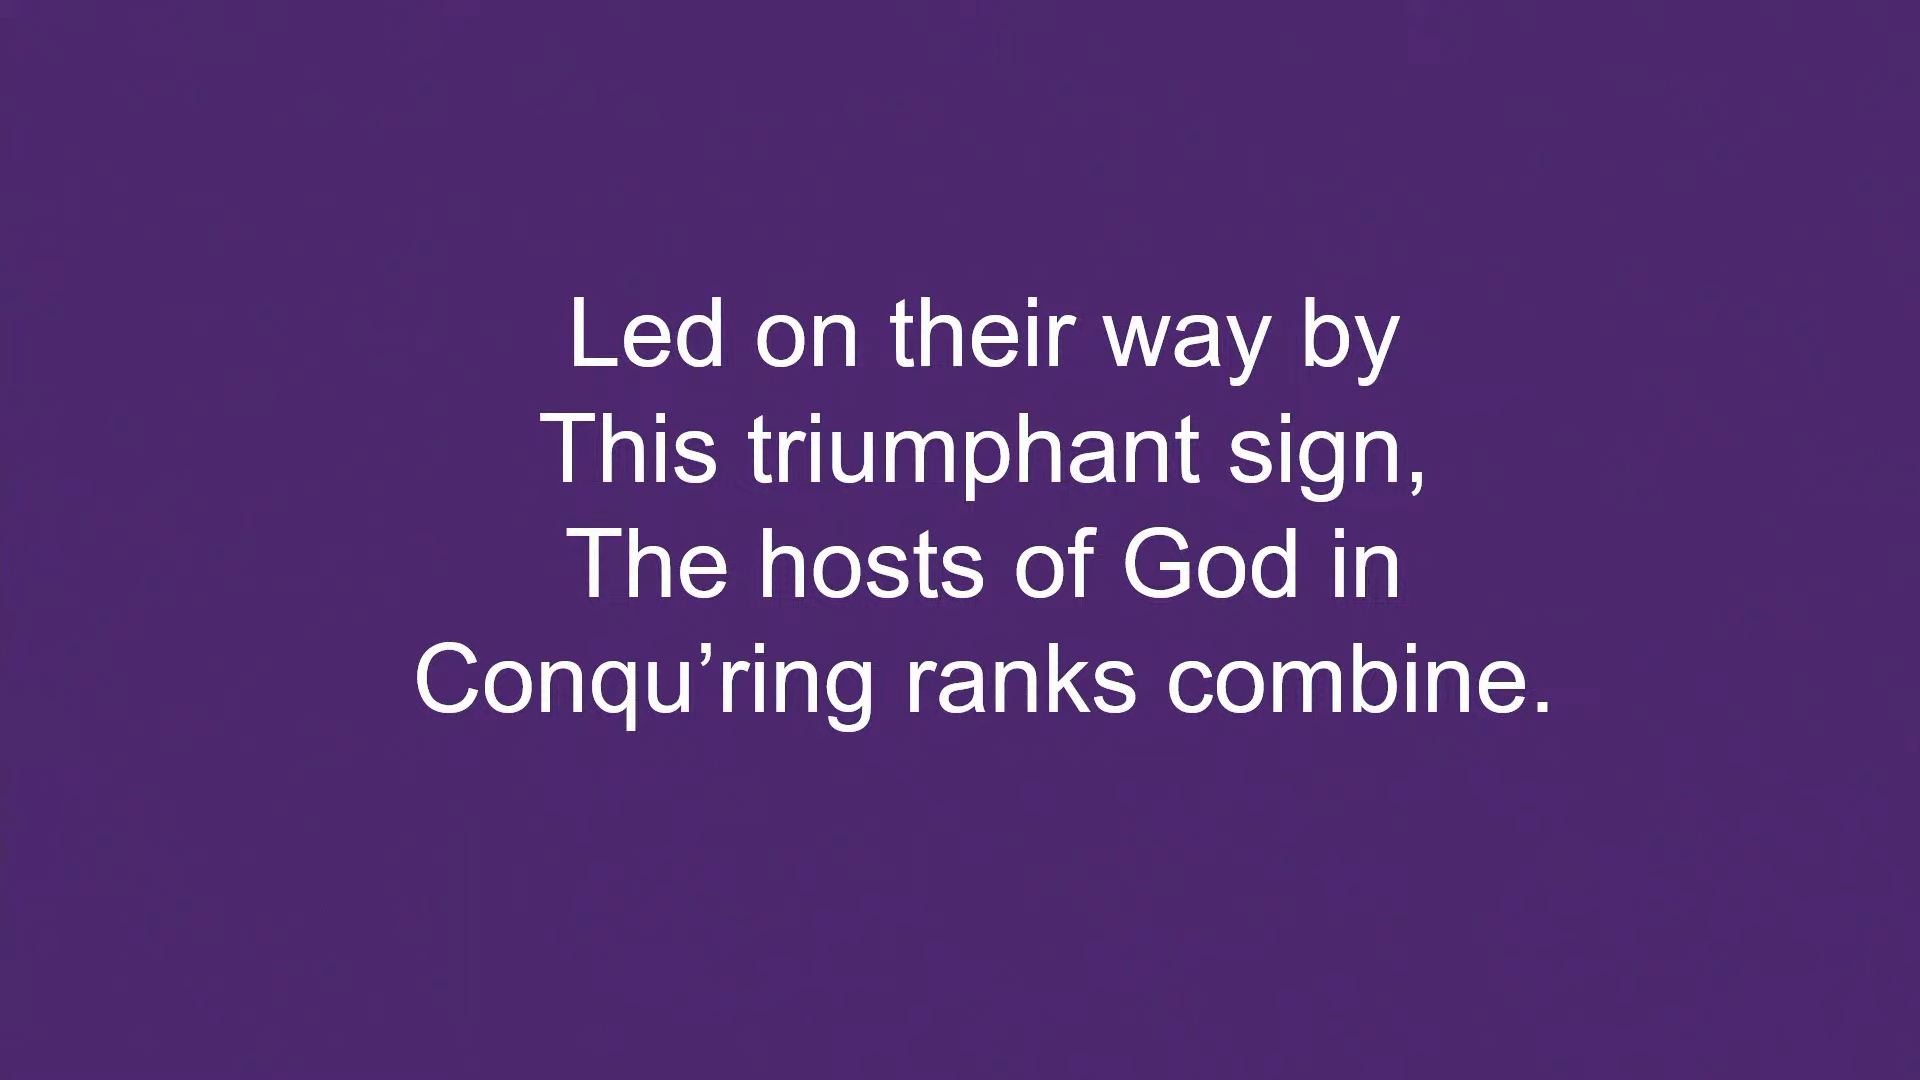 Led on their way by
This triumphant sign,
The hosts of God in
Conqu’ring ranks combine.